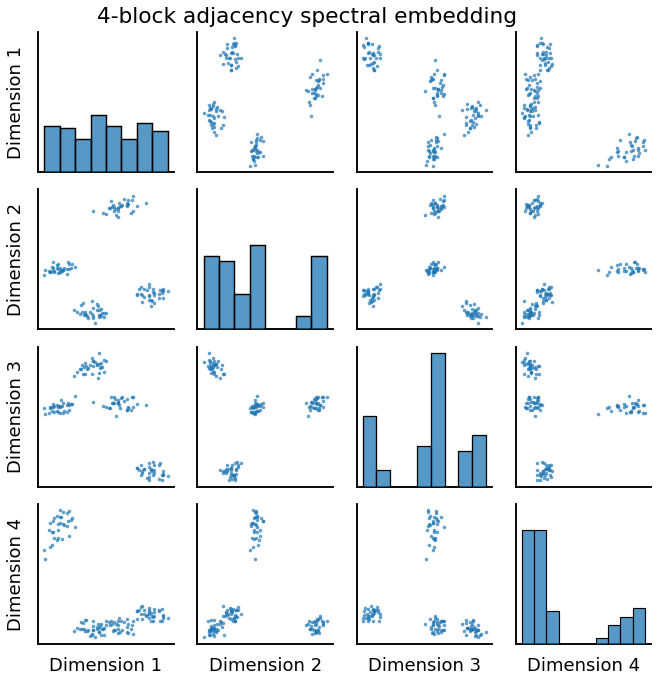 4-block adjacency spectral embedding
Dimension 1
Dimension 2
Dimension 3
Dimension 4
Dimension 1 Dimension 2 Dimension 3 Dimension 4